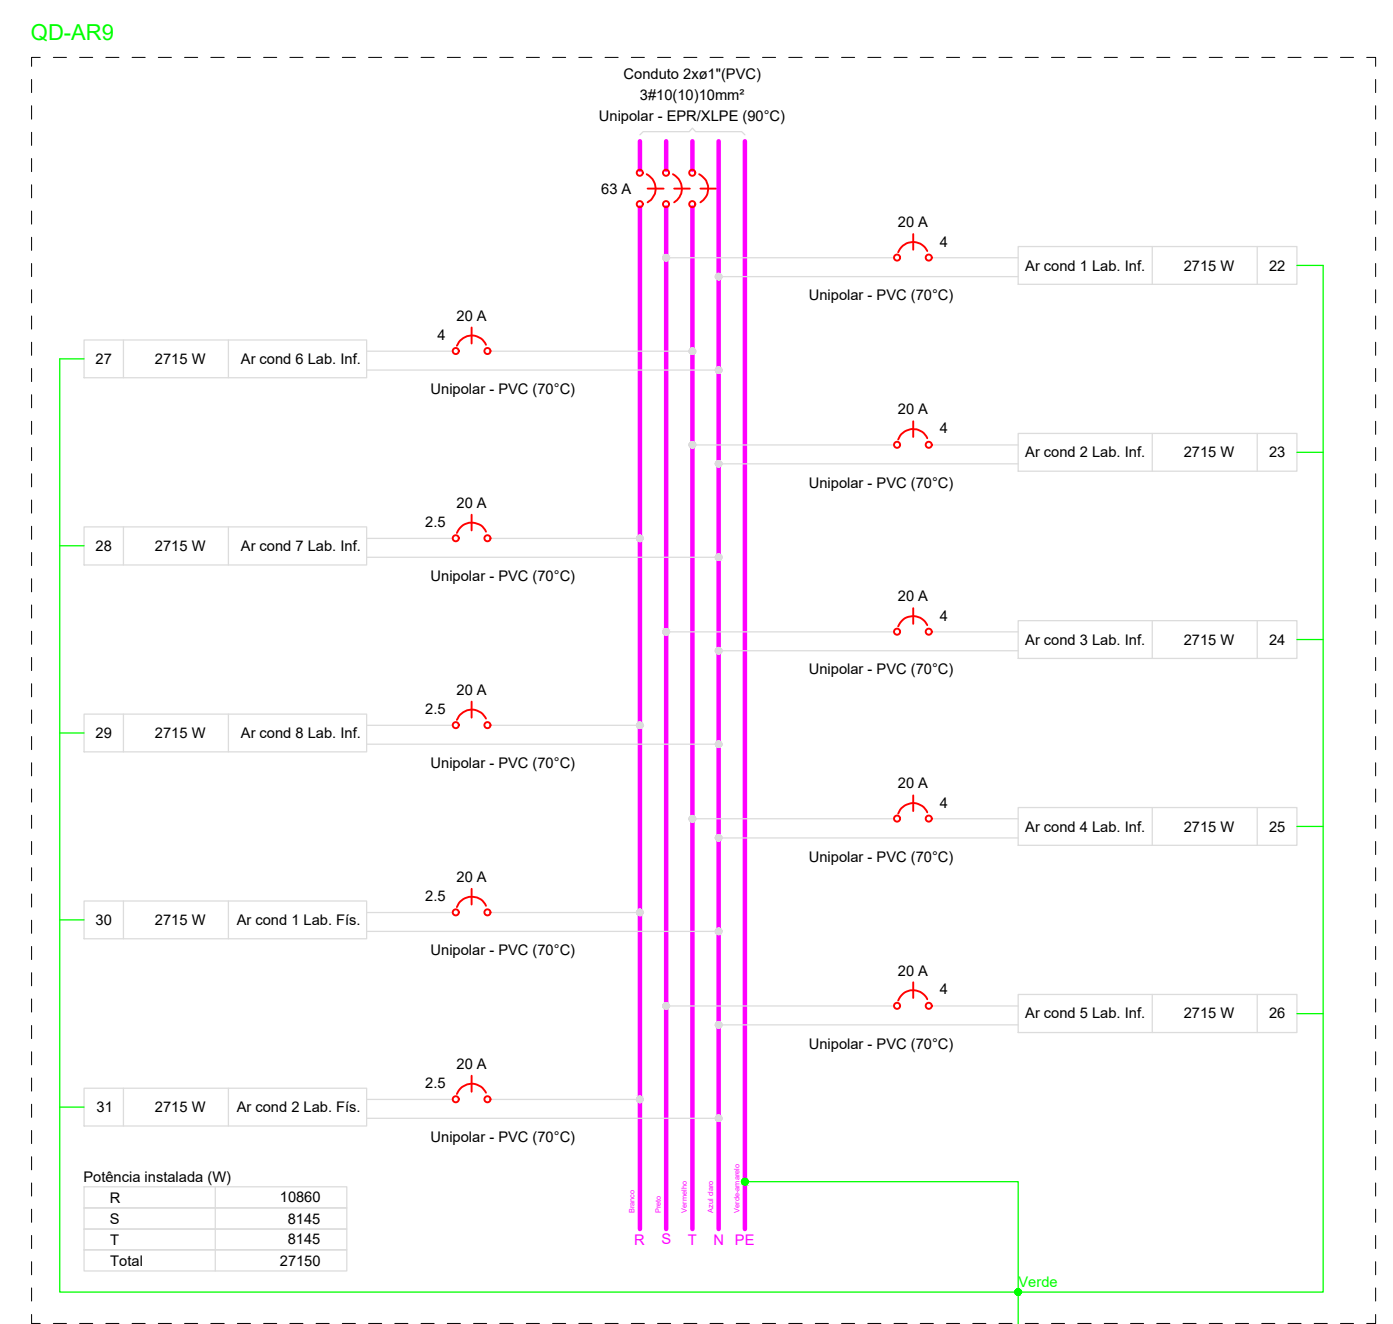 QD-AR9
Conduto 2xø1"(PVC)
3#10(10)10mm²
Unipolar - EPR/XLPE (90°C)
63 A
20 A
4
Ar cond 1 Lab. Inf. 2715 W 22
Unipolar - PVC (70°C)
20 A
4
27 2715 W Ar cond 6 Lab. Inf.
Unipolar - PVC (70°C)
20 A
4
Ar cond 2 Lab. Inf. 2715 W 23
Unipolar - PVC (70°C)
20 A
2.5
28 2715 W Ar cond 7 Lab. Inf.
Unipolar - PVC (70°C)
20 A
4
Ar cond 3 Lab. Inf. 2715 W 24
Unipolar - PVC (70°C)
20 A
2.5
29 2715 W Ar cond 8 Lab. Inf.
Unipolar - PVC (70°C)
20 A
4
Ar cond 4 Lab. Inf. 2715 W 25
Unipolar - PVC (70°C)
20 A
2.5
30 2715 W Ar cond 1 Lab. Fís.
Unipolar - PVC (70°C)
20 A
4
Ar cond 5 Lab. Inf. 2715 W 26
Unipolar - PVC (70°C)
20 A
2.5
31 2715 W Ar cond 2 Lab. Fís.
Unipolar - PVC (70°C)
Potência instalada (W)
R 10860
S 8145
T 8145
Total 27150
Branco
Preto
Vermelho
Azul claro
Verde-amarelo
R S T N PE
Verde